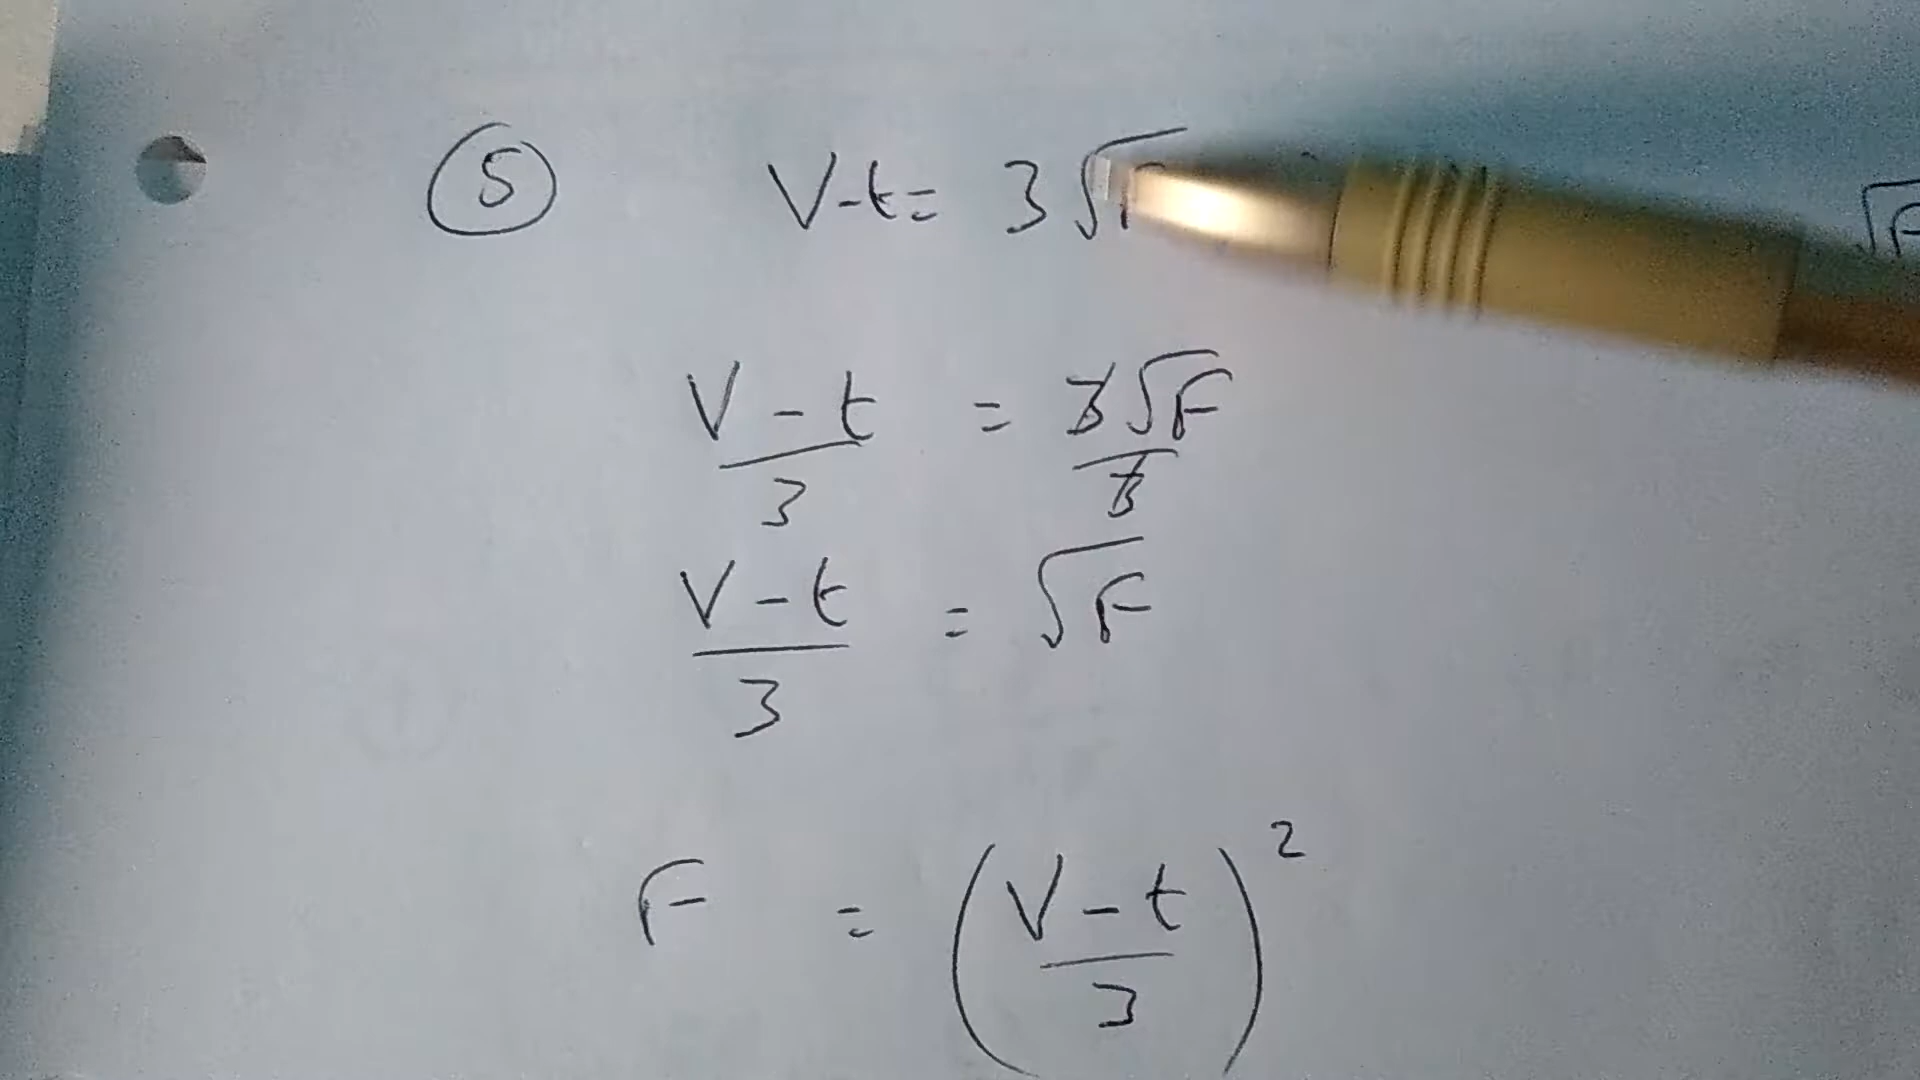 ⑤ V-t= 3√
V - t / 3 = 3√F / 3
V - t / 3 = √F
F = (V - t / 3)²